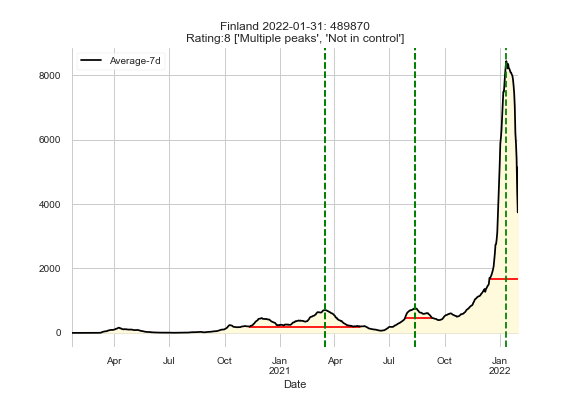 Finland 2022-01-31: 489870
Rating:8 ['Multiple peaks', 'Not in control']
Average-7d
8000
6000
4000
2000
0
Apr Jul Oct Jan Apr Jul Oct Jan
2021 2022
Date